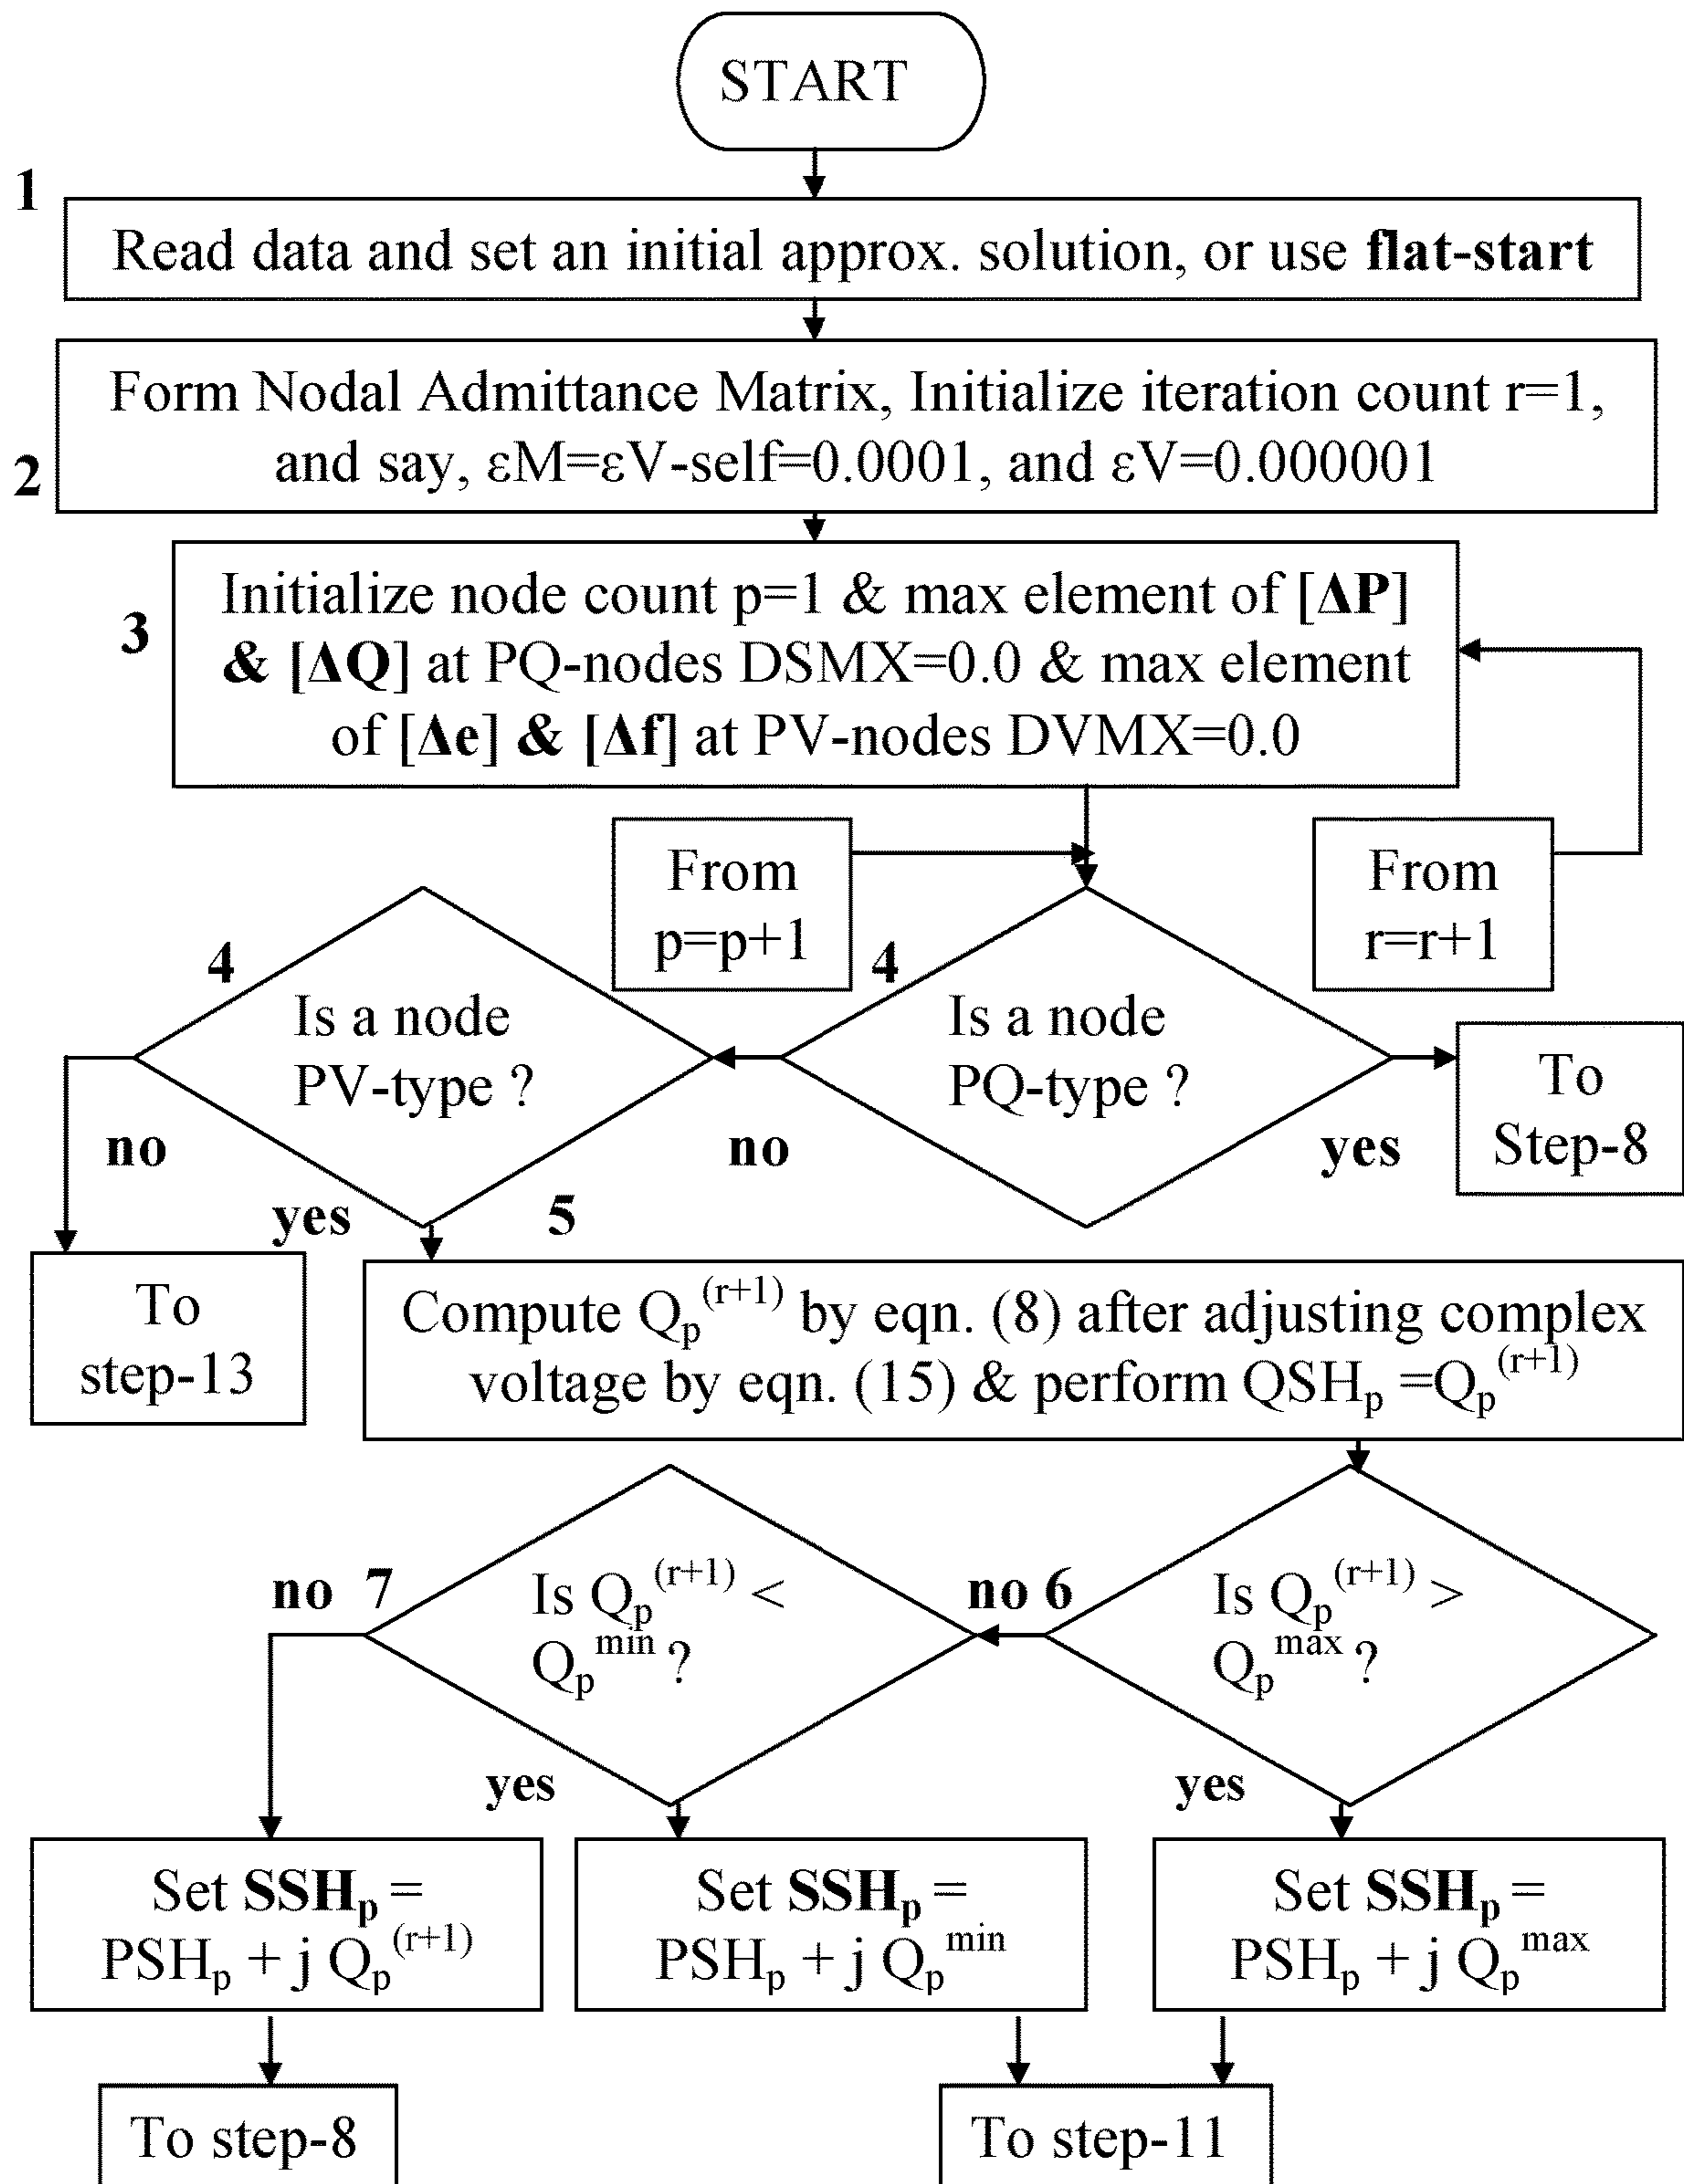 START
1
Read data and set an initial approx. solution, or use flat-start
Form Nodal Admittance Matrix, Initialize iteration count r=1,
2
and say, εM=εV-self=0.0001, and εV=0.000001
Initialize node count p=1 & max element of [ΔP]
3
& [ΔQ] at PQ-nodes DSMX=0.0 & max element
of [Δe] & [Δf] at PV-nodes DVMX=0.0
From
p=p+1
From
r=r+1
4
Is a node
PV-type ?
4
Is a node
PQ-type ?
no
yes
no
yes
To
Step-8
To
step-13
5
Compute Qp(r+1) by eqn. (8) after adjusting complex
voltage by eqn. (15) & perform QSHp =Qp(r+1)
no 7
Is Qp(r+1) <
Qpmin ?
no 6
Is Qp(r+1) >
Qpmax ?
yes
yes
Set SSHp =
PSHp + j Qp(r+1)
Set SSHp =
PSHp + j Qpmin
Set SSHp =
PSHp + j Qpmax
To step-8
To step-11